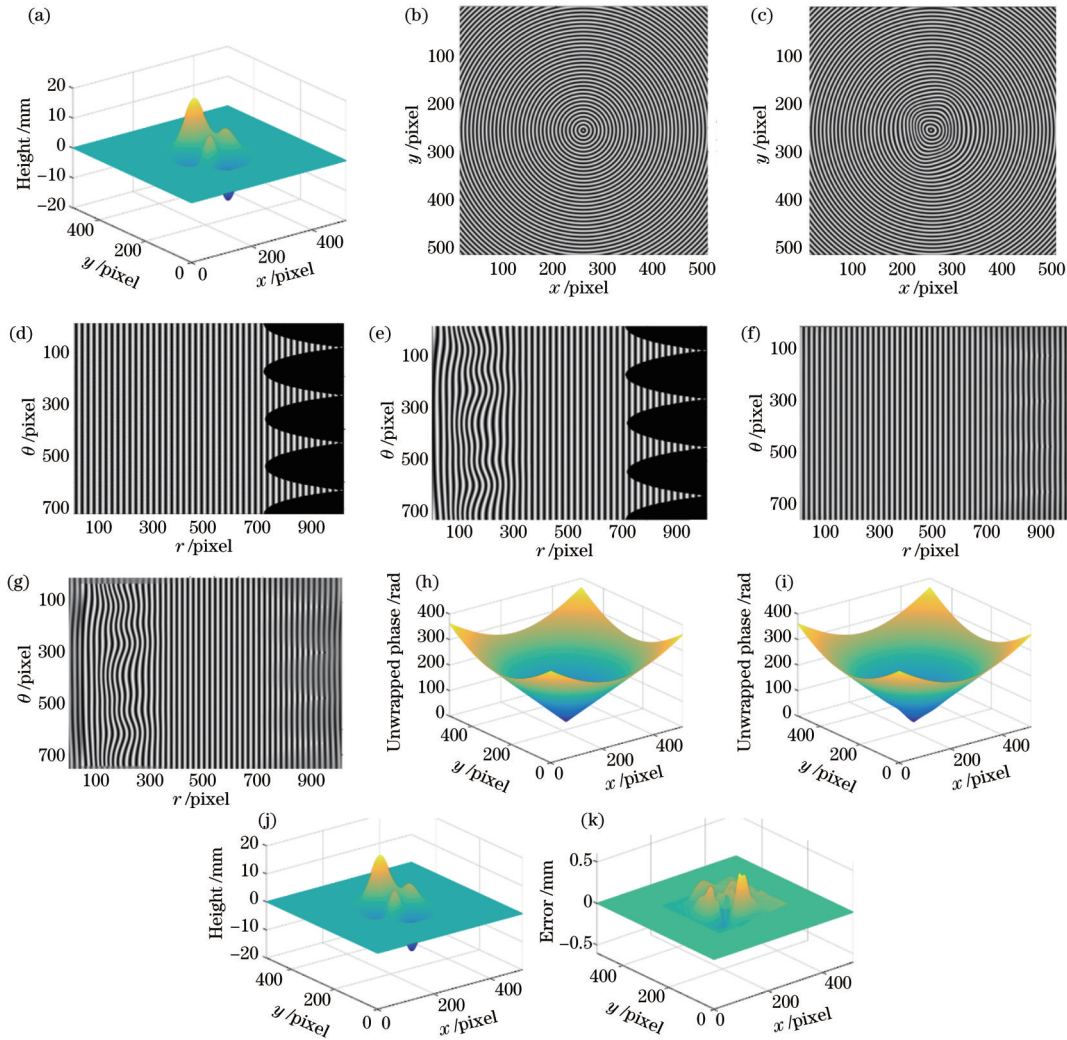 (a)
Height /mm
20
10
0
−10
−20
400
200
0
y /pixel
0
200
400
x /pixel
(b)
y /pixel
100
200
300
400
500
100 200 300 400 500
x /pixel
(c)
y /pixel
100
200
300
400
500
100 200 300 400 500
x /pixel
(d)
θ /pixel
100
300
500
700
100 300 500 700 900
r /pixel
(e)
θ /pixel
100
300
500
700
100 300 500 700 900
r /pixel
(f)
θ /pixel
100
300
500
700
100 300 500 700 900
r /pixel
(g)
θ /pixel
100
300
500
700
100 300 500 700 900
r /pixel
(h)
Unwrapped phase /rad
400
300
200
100
0
400
200
0
y /pixel
0
200
400
x /pixel
(i)
Unwrapped phase /rad
400
300
200
100
0
400
200
0
y /pixel
0
200
400
x /pixel
(j)
Height /mm
20
10
0
−10
−20
400
200
0
y /pixel
0
200
400
x /pixel
(k)
Error /mm
0.5
0
−0.5
400
200
0
y /pixel
0
200
400
x /pixel